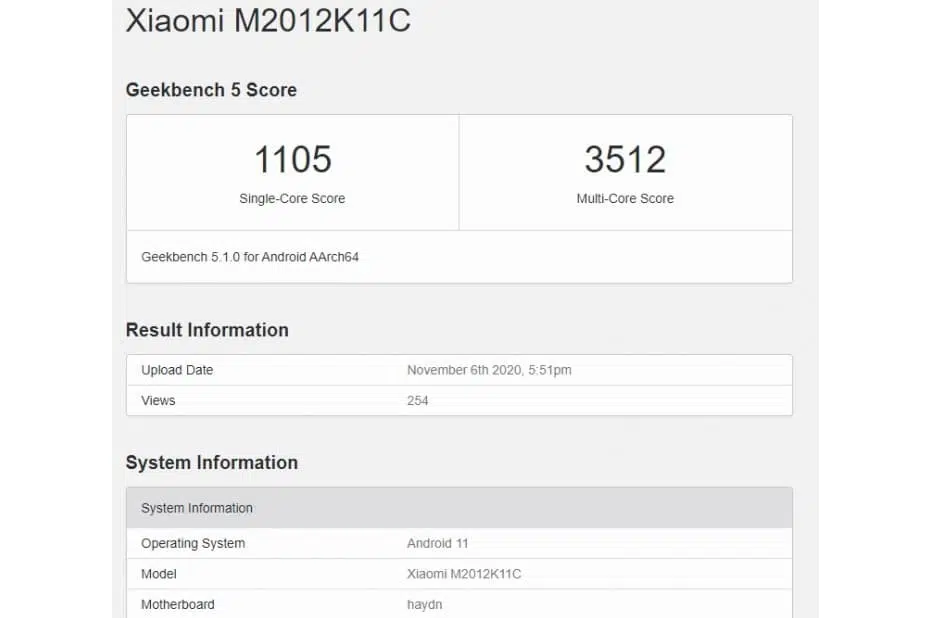 Xiaomi M2012K11C
Geekbench 5 Score
1105
Single-Core Score
3512
Multi-Core Score
Geekbench 5.1.0 for Android AArch64
Result Information
Upload Date November 6th 2020, 5:51pm
Views 254
System Information
System Information
Operating System Android 11
Model Xiaomi M2012K11C
Motherboard haydn